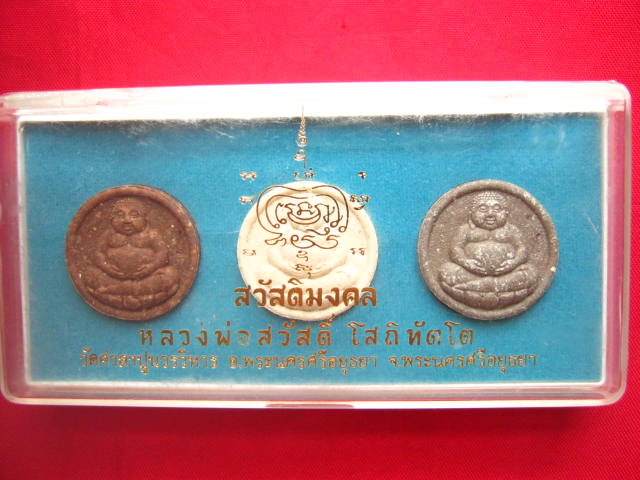 สวัสดิมงคล
หลวงพ่อสวัสดิ์ โสถิทัตโต
วัดศาลาปูนวรวิหาร อ.พระนครศรีอยุธยา จ.พระนครศรีอยุธยา